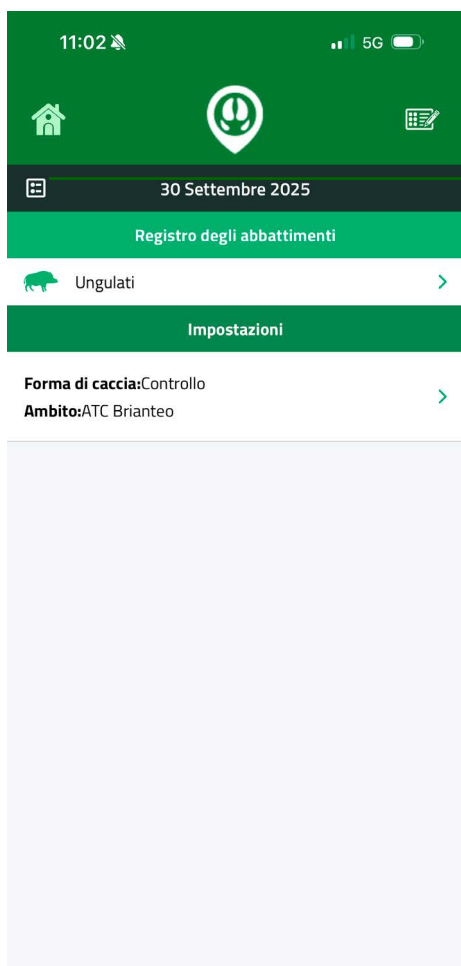 11:02
5G
30 Settembre 2025
Registro degli abbattimenti
Ungulati
Impostazioni
Forma di caccia:Controllo
Ambito:ATC Brianteo